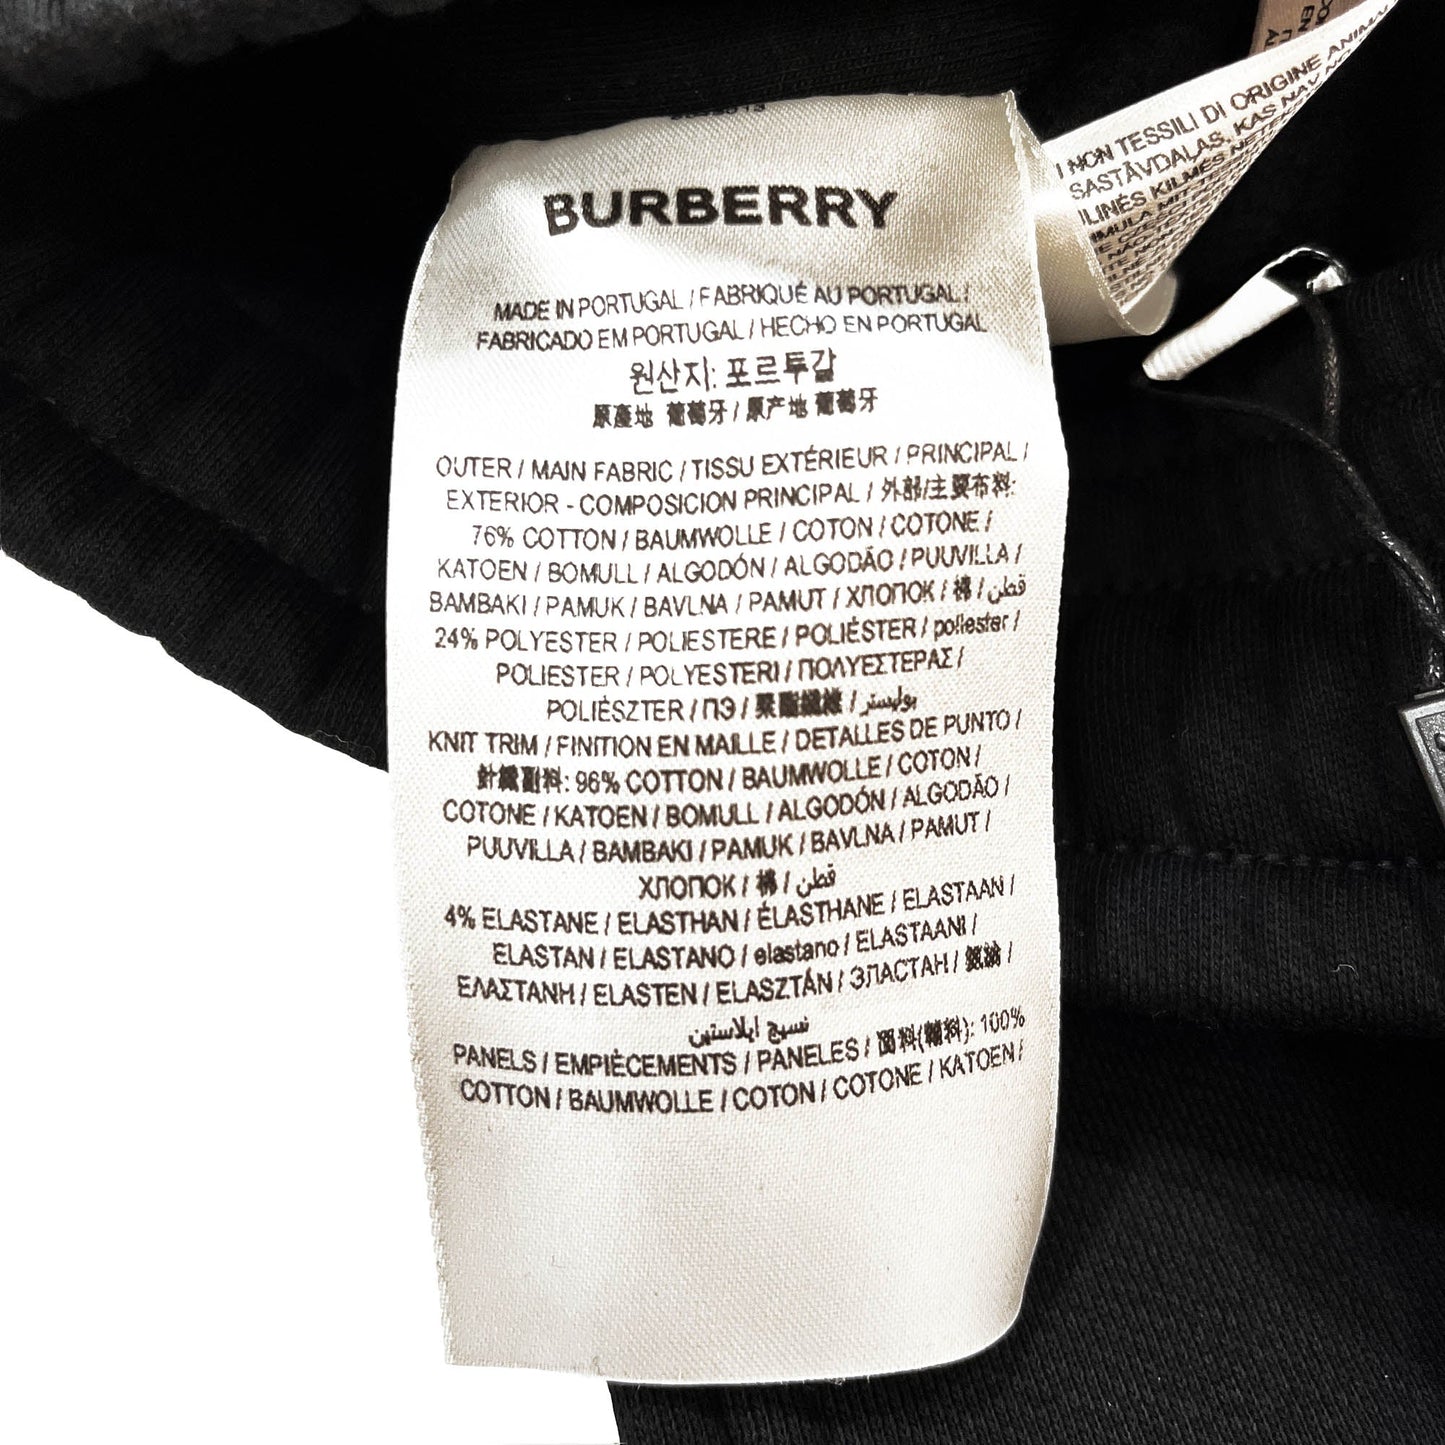 BURBERRY
MADE IN PORTUGAL / FABRIQUÉ AU PORTUGAL /
FABRICADO EM PORTUGAL / HECHO EN PORTUGAL
원산지: 포르투갈
原產地 葡萄牙 / 原产地 葡萄牙
OUTER / MAIN FABRIC / TISSU EXTÉRIEUR / PRINCIPAL /
EXTERIOR - COMPOSICION PRINCIPAL / 外部/主要布料:
76% COTTON / BAUMWOLLE / COTON / COTONE /
KATOEN / BOMULL / ALGODÓN / ALGODÃO / PUUVILLA /
BAMBAKI / PAMUK / BAVLNA / PAMUT / ХЛОПОК / 棉 / قطن
24% POLYESTER / POLIESTERE / POLIÉSTER / poliester /
POLIESTER / POLYESTERI / ΠΟΛΥΕΣΤΕΡΑΣ /
POLIÉSZTER / ПЭ / 聚酯纖維 / بوليستر
KNIT TRIM / FINITION EN MAILLE / DETALLES DE PUNTO /
針織副料: 96% COTTON / BAUMWOLLE / COTON /
COTONE / KATOEN / BOMULL / ALGODÓN / ALGODÃO /
PUUVILLA / BAMBAKI / PAMUK / BAVLNA / PAMUT /
ХЛОПОК / 棉 / قطن
4% ELASTANE / ELASTHAN / ÉLASTHANE / ELASTAAN /
ELASTAN / ELASTANO / elastano / ELASTAANI /
ΕΛΑΣΤΑΝΗ / ELASTEN / ELASZTÁN / ЭЛАСТАН / 氨綸 /
نسيج ايلاستين
PANELS / EMPIÈCEMENTS / PANELES / 面料(輔料): 100%
COTTON / BAUMWOLLE / COTON / COTONE / KATOEN /
NON TESSILI DI ORIGINE ANIM
SASTĀVDALAS, KAS NAV
ILINÉS KILMĖS